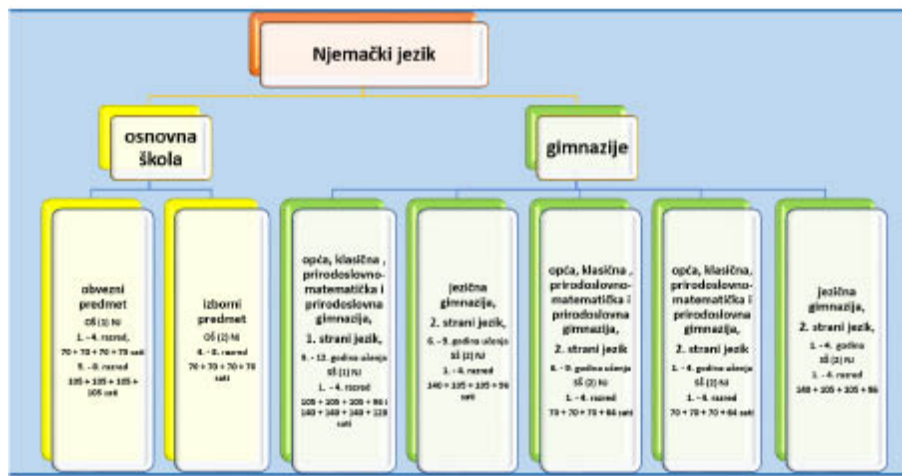 Njemački jezik
osnovna
škola
gimnazije
obvezni
predmet
OŠ (1) NJ
1. – 4. razred,
70 + 70 + 70 + 70 sati
5. – 8. razred
105 + 105 + 105 +
105 sati
izborni
predmet
OŠ (2) NJ
4. – 8. razred
70 + 70 + 70 + 70
sati
opća, klasična ,
prirodoslovno-
matematička i
prirodoslovna
gimnazija,
1. strani jezik,
9. – 12. godina učenja
SŠ (1) NJ
1. – 4. razred
105 + 105 + 105 + 96 i
140 + 140 + 140 + 128
sati
jezična
gimnazija,
2. strani jezik,
6. – 9. godina učenja
SŠ (2) NJ
1. – 4. razred
140 + 105 + 105 + 96
sati
opća, klasična ,
prirodoslovno-
matematička i
prirodoslovna
gimnazija,
2. strani jezik
6. – 9. godina učenja
SŠ (2) NJ
1. – 4. razred
70 + 70 + 70 + 64 sati
opća, klasična,
prirodoslovno-
matematička i
prirodoslovna
gimnazija,
2. strani jezik
1. – 4. godina učenja
SŠ (2) NJ
1. – 4. razred
70 + 70 + 70 + 64 sati
jezična
gimnazija,
2. strani jezik,
1. – 4. godina
SŠ (2) NJ
1. – 4. razred
140 + 105 + 105 + 96